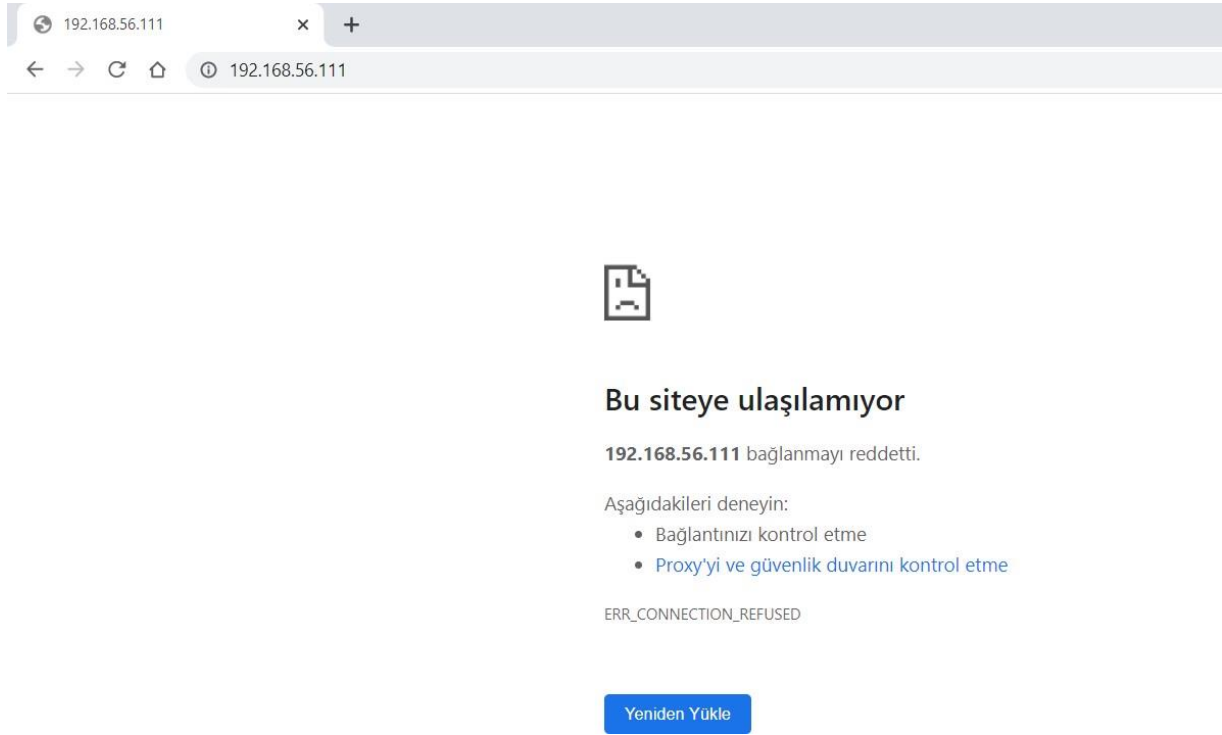 192.168.56.111
192.168.56.111
Bu siteye ulaşılamıyor
192.168.56.111 bağlanmayı reddetti.
Aşağıdakileri deneyin:
• Bağlantınızı kontrol etme
• Proxy'yi ve güvenlik duvarını kontrol etme
ERR_CONNECTION_REFUSED
Yeniden Yükle